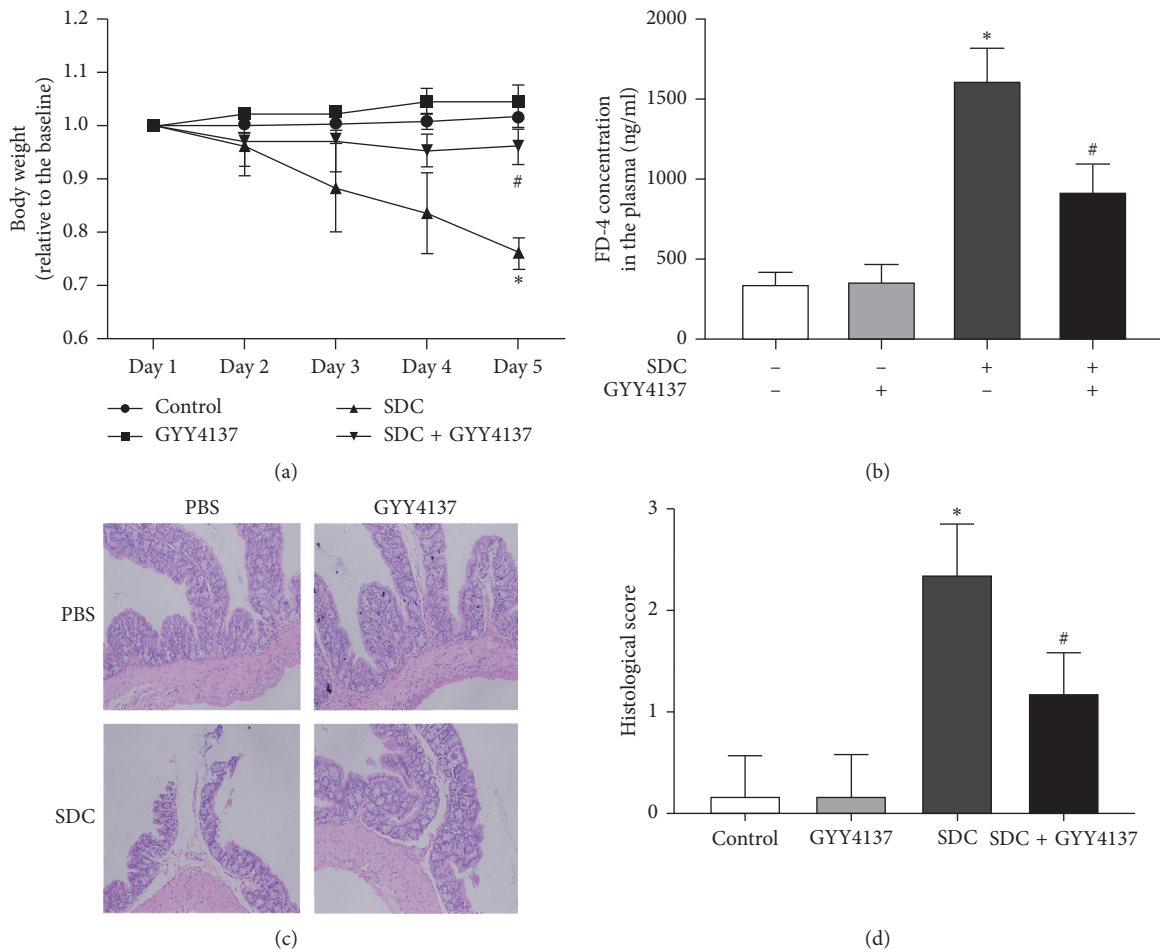 1.2
1.1
1.0
0.9
0.8
0.7
0.6
Body weight
(relative to the baseline)
#
*
Day 1 Day 2 Day 3 Day 4 Day 5
Control SDC
GYY4137 SDC + GYY4137
(a)
2000
1500
1000
500
0
FD-4 concentration
in the plasma (ng/ml)
*
#
SDC – – + +
GYY4137 – + – +
(b)
PBS GYY4137
PBS
SDC
(c)
3
2
1
0
Histological score
*
#
Control GYY4137 SDC SDC + GYY4137
(d)